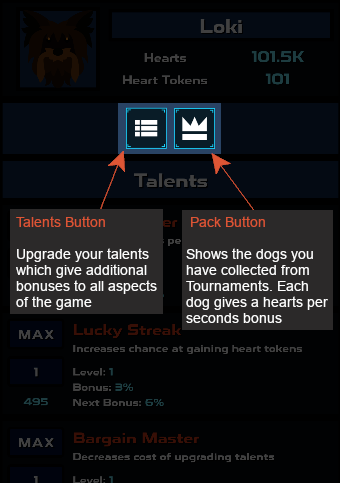 Loki
Hearts 101.5K
Heart Tokens 101
Talents
Talents Button
Upgrade your talents
which give additional
bonuses to all aspects
of the game
Pack Button
Shows the dogs you
have collected from
Tournaments. Each
dog gives a hearts per
seconds bonus
MAX Lucky Streak
Increases chance at gaining heart tokens
1 Level: 1
Bonus: 3%
495 Next Bonus: 6%
MAX Bargain Master
Decreases cost of upgrading talents
1 Level: 1